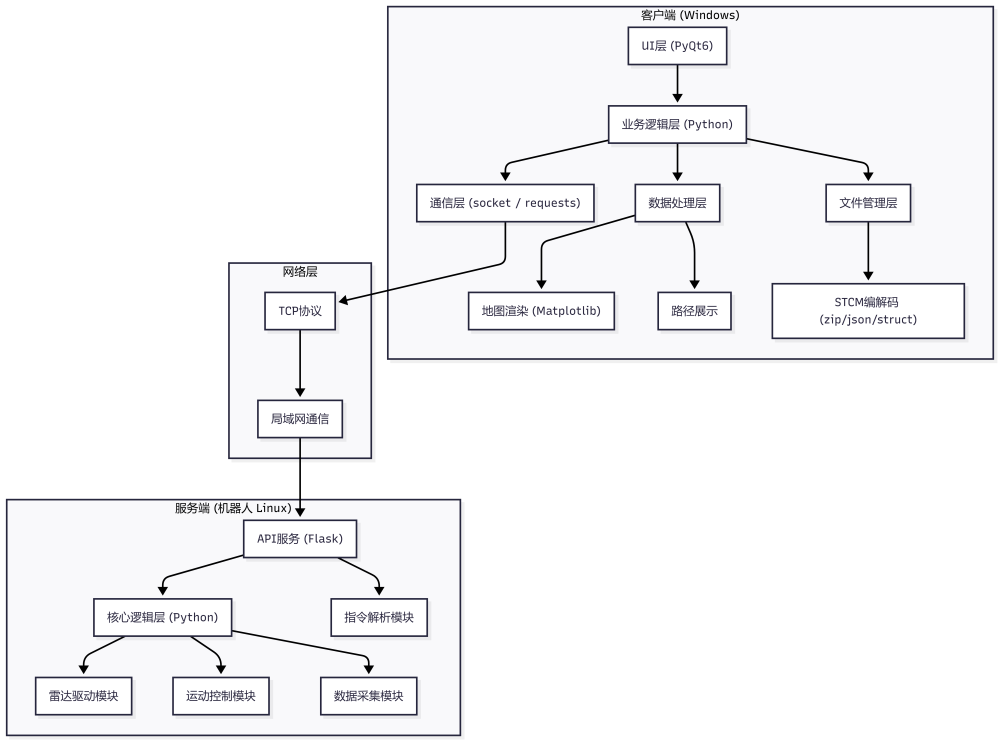 客户端 (Windows)
UI层 (PyQt6)
业务逻辑层 (Python)
通信层 (socket / requests)
数据处理层
文件管理层
地图渲染 (Matplotlib)
路径展示
STCM编解码
(zip/json/struct)
网络层
TCP协议
局域网通信
服务端 (机器人 Linux)
API服务 (Flask)
核心逻辑层 (Python)
指令解析模块
雷达驱动模块
运动控制模块
数据采集模块